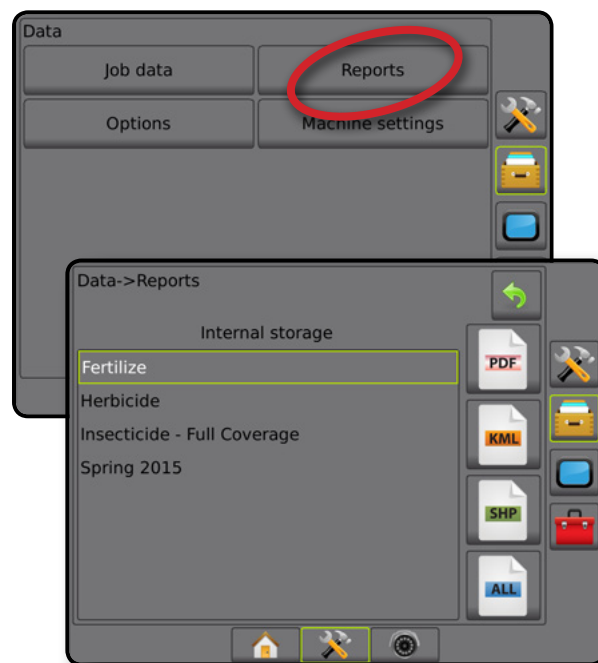 Data
Job data
Reports
Options
Machine settings
Data->Reports
Internal storage
Fertilize
Herbicide
Insecticide - Full Coverage
Spring 2015
PDF
KML
SHP
ALL